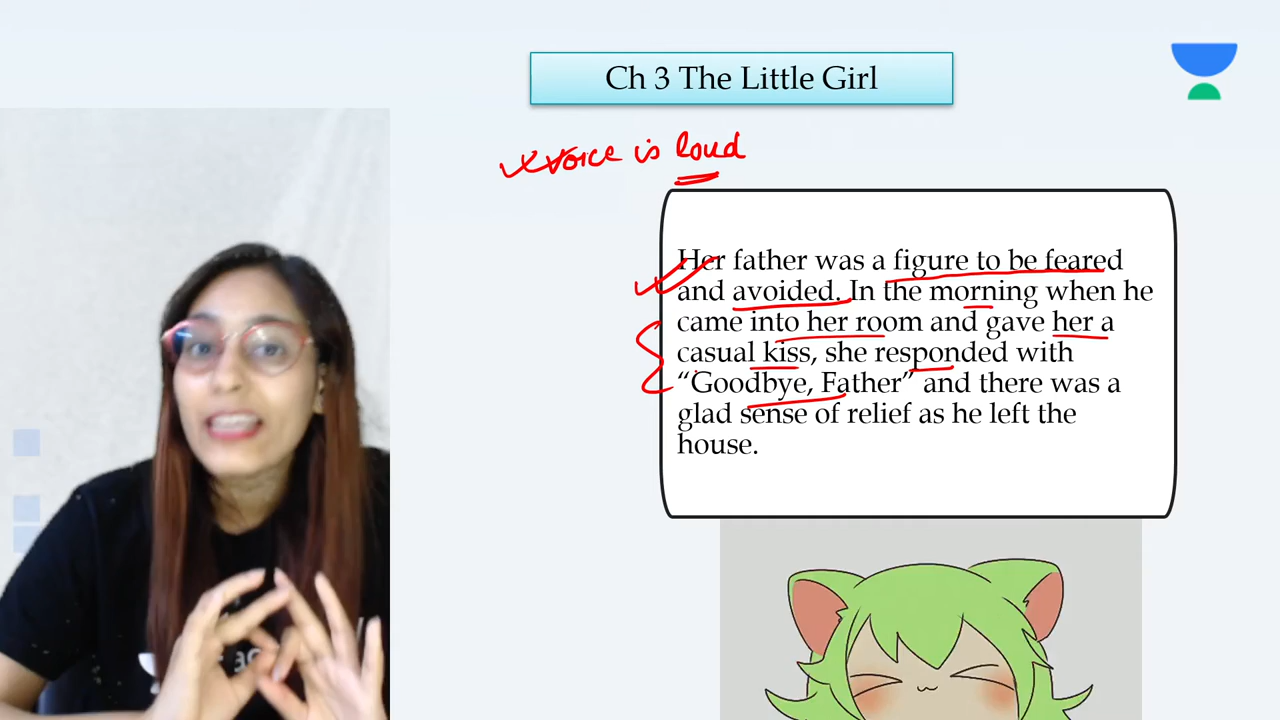 Ch 3 The Little Girl
voice is loud
Her father was a figure to be feared
and avoided. In the morning when he
came into her room and gave her a
casual kiss, she responded with
“Goodbye, Father” and there was a
glad sense of relief as he left the
house.